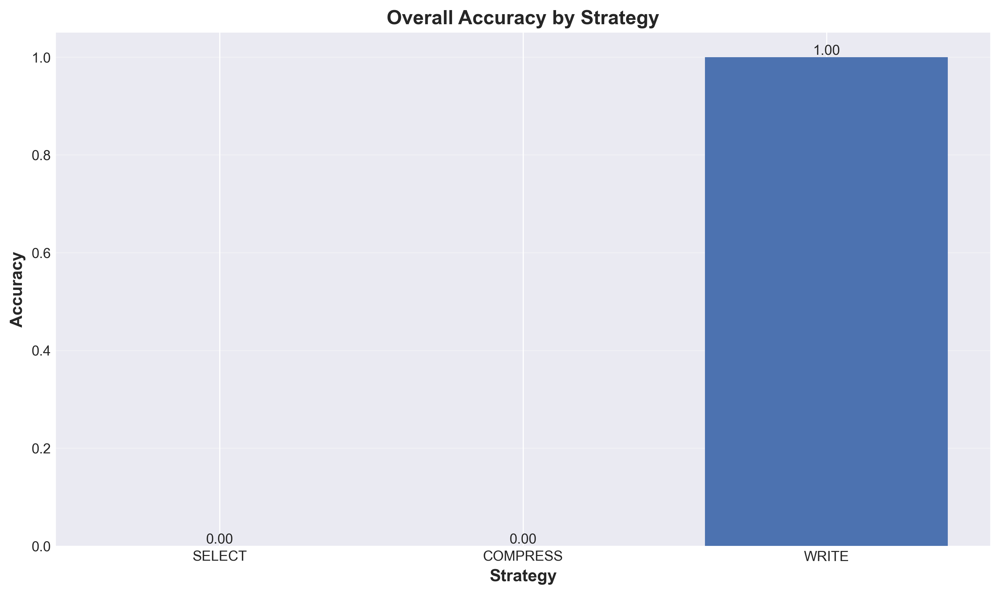 Overall Accuracy by Strategy
1.00
1.0
0.8
0.6
0.4
0.2
0.0
Accuracy
0.00
0.00
SELECT
COMPRESS
WRITE
Strategy